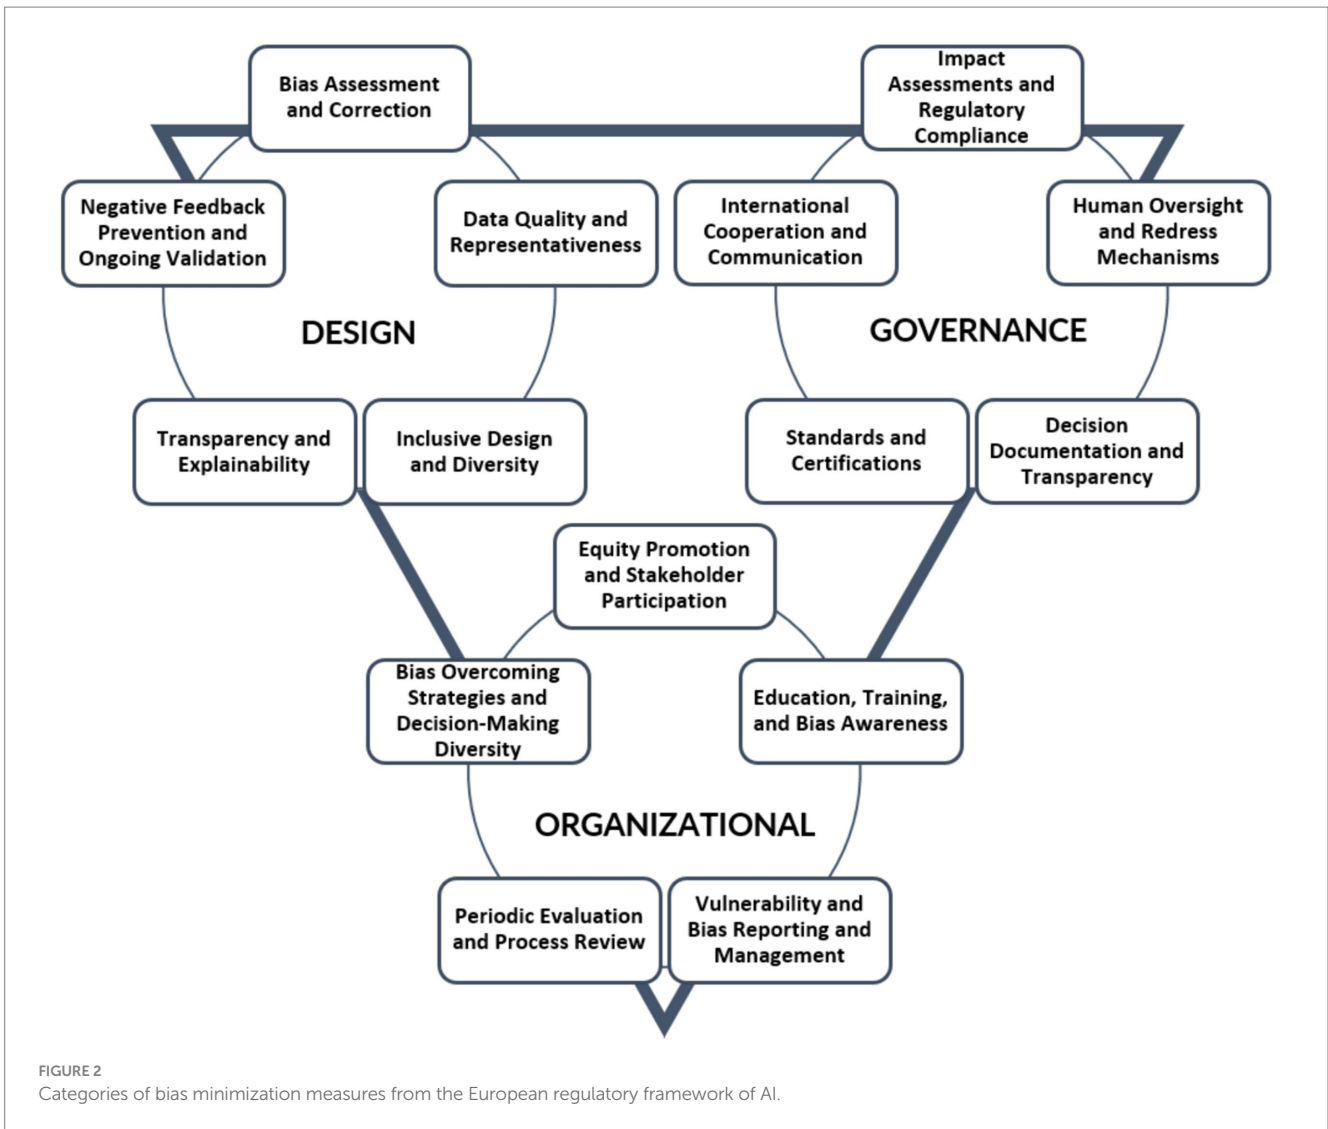 Bias Assessment
and Correction
Impact
Assessments and
Regulatory
Compliance
Negative Feedback
Prevention and
Ongoing Validation
Data Quality and
Representativeness
International
Cooperation and
Communication
Human Oversight
and Redress
Mechanisms
DESIGN
GOVERNANCE
Transparency and
Explainability
Inclusive Design
and Diversity
Standards and
Certifications
Decision
Documentation and
Transparency
Equity Promotion
and Stakeholder
Participation
Bias Overcoming
Strategies and
Decision-Making
Diversity
Education, Training,
and Bias Awareness
ORGANIZATIONAL
Periodic Evaluation
and Process Review
Vulnerability and
Bias Reporting and
Management
FIGURE 2
Categories of bias minimization measures from the European regulatory framework of AI.